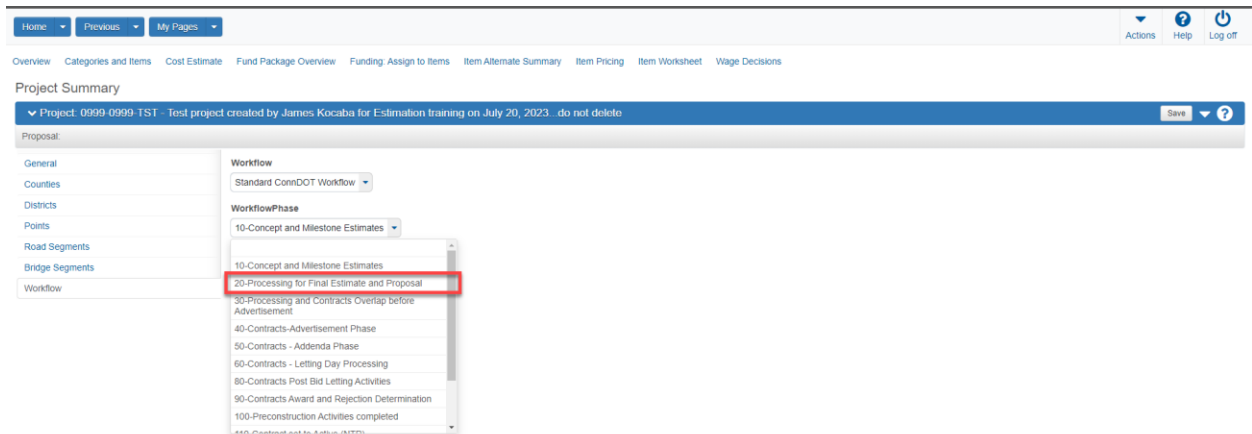 Home Previous My Pages
Actions Help Log off
Overview Categories and Items Cost Estimate Fund Package Overview Funding: Assign to Items Item Alternate Summary Item Pricing Item Worksheet Wage Decisions
Project Summary
Project: 0999-0999-TST - Test project created by James Kocaba for Estimation training on July 20, 2023...do not delete Save
Proposal:
General
Counties
Districts
Points
Road Segments
Bridge Segments
Workflow
Workflow
Standard ConnDOT Workflow
WorkflowPhase
10-Concept and Milestone Estimates
10-Concept and Milestone Estimates
20-Processing for Final Estimate and Proposal
30-Processing and Contracts Overlap before
Advertisement
40-Contracts-Advertisement Phase
50-Contracts - Addenda Phase
60-Contracts - Letting Day Processing
80-Contracts Post Bid Letting Activities
90-Contracts Award and Rejection Determination
100-Preconstruction Activities completed